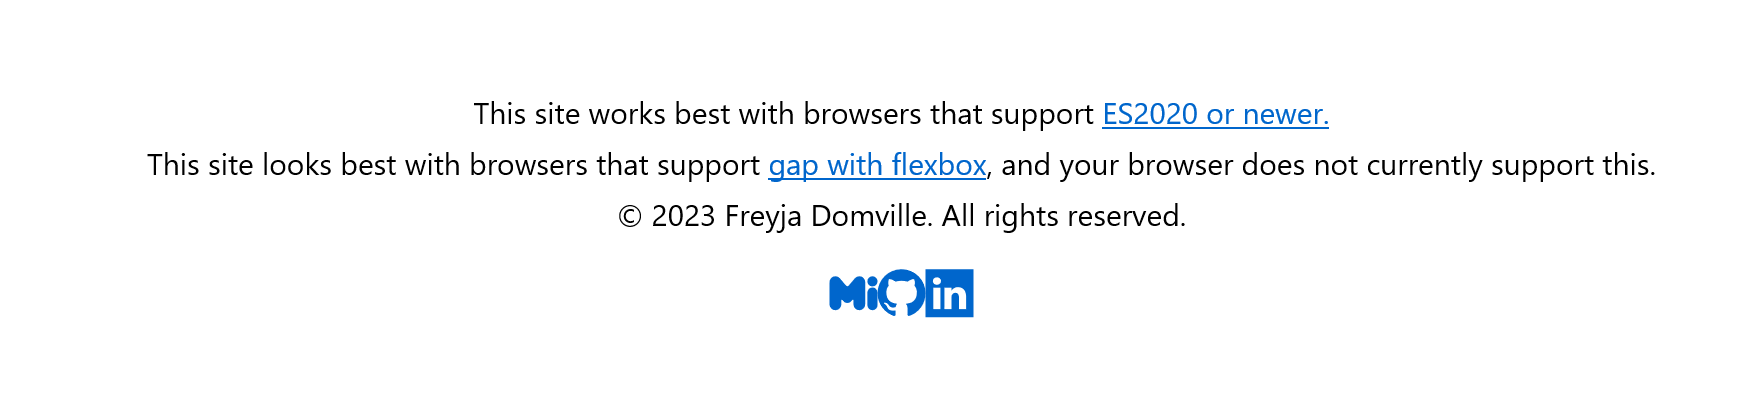 This site works best with browsers that support ES2020 or newer.
This site looks best with browsers that support gap with flexbox, and your browser does not currently support this.
© 2023 Freyja Domville. All rights reserved.
Mi in